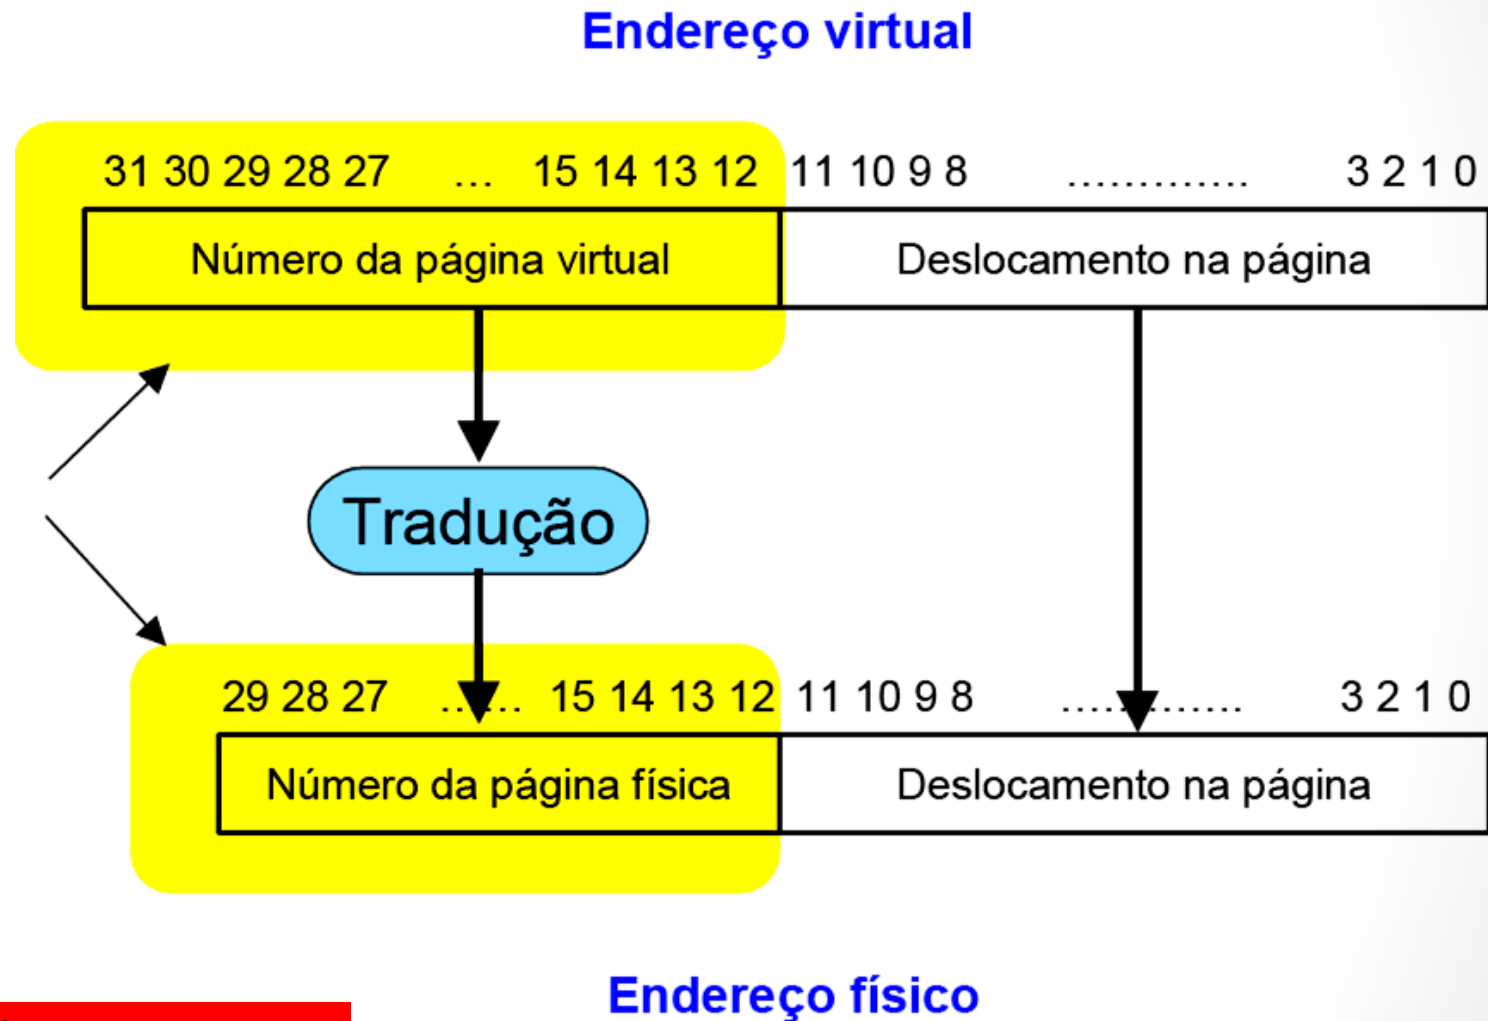 Endereço virtual
31 30 29 28 27 ... 15 14 13 12 11 10 9 8 ............. 3 2 1 0
Número da página virtual Deslocamento na página
Tradução
29 28 27 ...... 15 14 13 12 11 10 9 8 ............. 3 2 1 0
Número da página física Deslocamento na página
Endereço físico